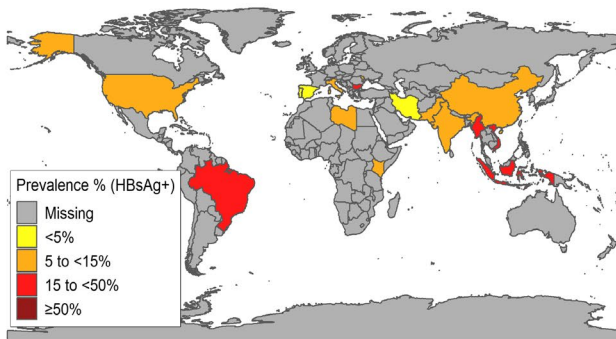 Prevalence % (HBsAg+)
Missing
<5%
5 to <15%
15 to <50%
≥50%